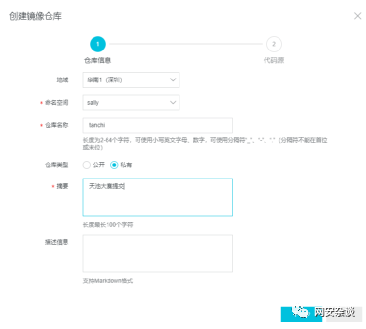 创建镜像仓库
1
2
仓库信息
代码源
地域
华南1（深圳）
* 命名空间
sally
* 仓库名称
tianchi
长度为2-64个字符，可使用小写英文字母、数字，可使用分隔符"_"、"-"、"."（分隔符不能在首位或末位）
仓库类型
公开
私有
* 摘要
天池大赛提交
长度最长100个字符
描述信息
支持Markdown格式
网安杂谈